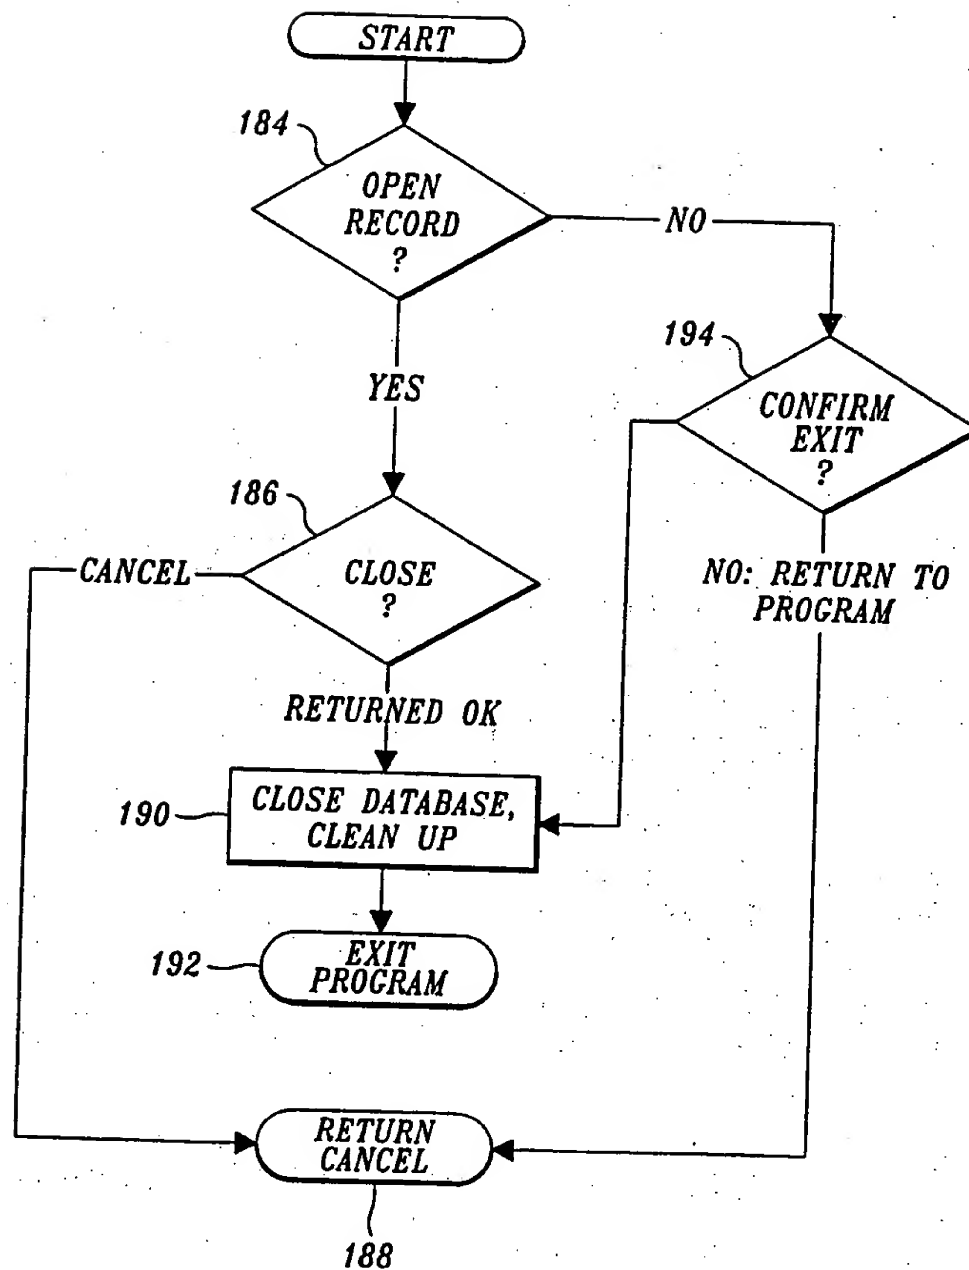 START
184
OPEN
RECORD
?
NO
194
CONFIRM
EXIT
?
YES
186
CANCEL
CLOSE
?
NO: RETURN TO
PROGRAM
RETURNED OK
190
CLOSE DATABASE,
CLEAN UP
192
EXIT
PROGRAM
RETURN
CANCEL
188